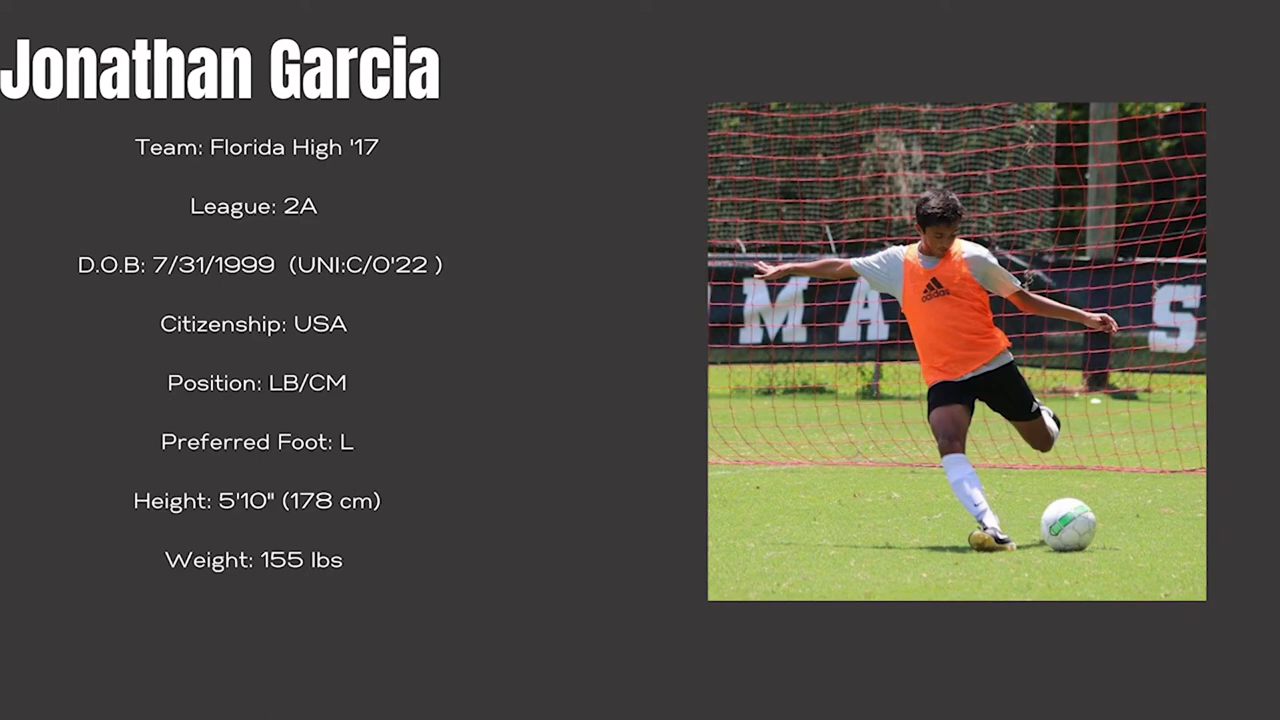 Jonathan Garcia
Team: Florida High '17
League: 2A
D.O.B: 7/31/1999 (UNI:C/O'22 )
Citizenship: USA
Position: LB/CM
Preferred Foot: L
Height: 5'10" (178 cm)
Weight: 155 lbs
M A S
adidas